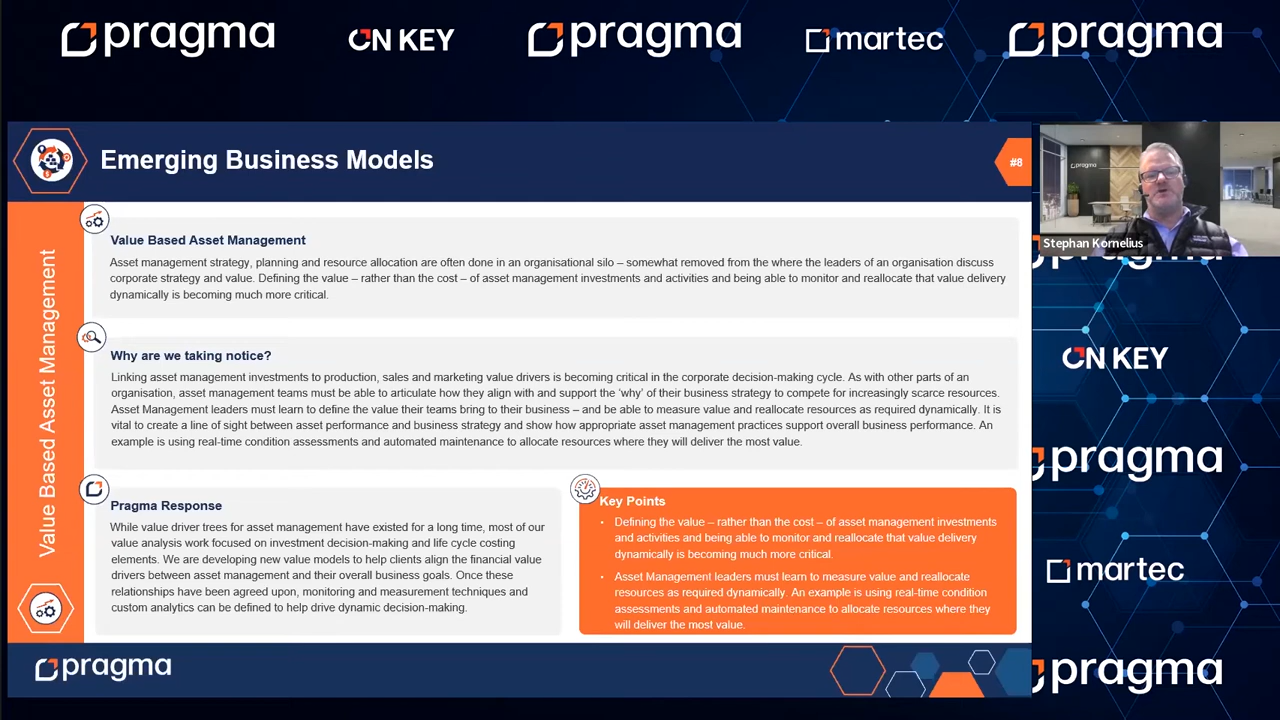 pragma
ON KEY
pragma
martec
pragma
Emerging Business Models
#8
pragma
Stephan Kornelius
Value Based Asset Management
Value Based Asset Management
Asset management strategy, planning and resource allocation are often done in an organisational silo – somewhat removed from the where the leaders of an organisation discuss
corporate strategy and value. Defining the value – rather than the cost – of asset management investments and activities and being able to monitor and reallocate that value delivery
dynamically is becoming much more critical.
Why are we taking notice?
Linking asset management investments to production, sales and marketing value drivers is becoming critical in the corporate decision-making cycle. As with other parts of an
organisation, asset management teams must be able to articulate how they align with and support the 'why' of their business strategy to compete for increasingly scarce resources.
Asset Management leaders must learn to define the value their teams bring to their business – and be able to measure value and reallocate resources as required dynamically. It is
vital to create a line of sight between asset performance and business strategy and show how appropriate asset management practices support overall business performance. An
example is using real-time condition assessments and automated maintenance to allocate resources where they will deliver the most value.
Pragma Response
While value driver trees for asset management have existed for a long time, most of our
value analysis work focused on investment decision-making and life cycle costing
elements. We are developing new value models to help clients align the financial value
drivers between asset management and their overall business goals. Once these
relationships have been agreed upon, monitoring and measurement techniques and
custom analytics can be defined to help drive dynamic decision-making.
Key Points
• Defining the value – rather than the cost – of asset management investments
and activities and being able to monitor and reallocate that value delivery
dynamically is becoming much more critical.
• Asset Management leaders must learn to measure value and reallocate
resources as required dynamically. An example is using real-time condition
assessments and automated maintenance to allocate resources where they
will deliver the most value.
pragma
ON KEY
pragma
martec
pragma
pragma